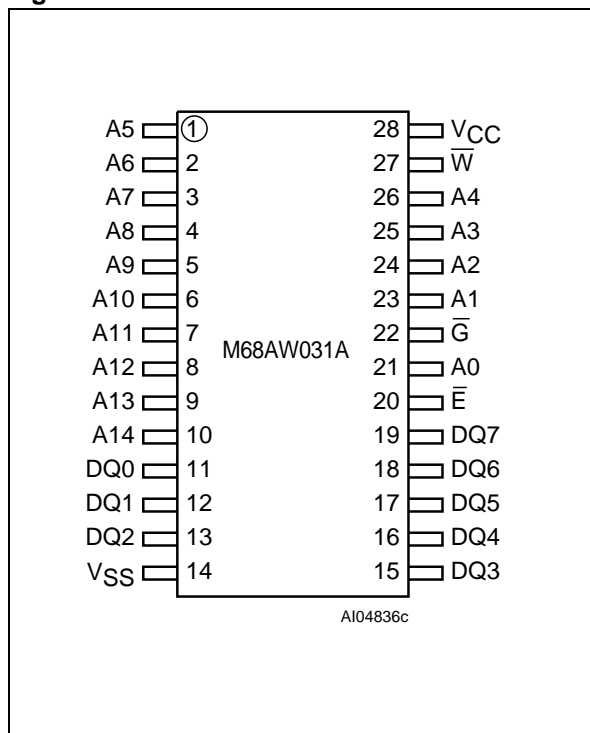 A5 1 28 VCC
A6 2 27 W̅
A7 3 26 A4
A8 4 25 A3
A9 5 24 A2
A10 6 23 A1
A11 7 22 G̅
M68AW031A
A12 8 21 A0
A13 9 20 E̅
A14 10 19 DQ7
DQ0 11 18 DQ6
DQ1 12 17 DQ5
DQ2 13 16 DQ4
VSS 14 15 DQ3
AI04836c